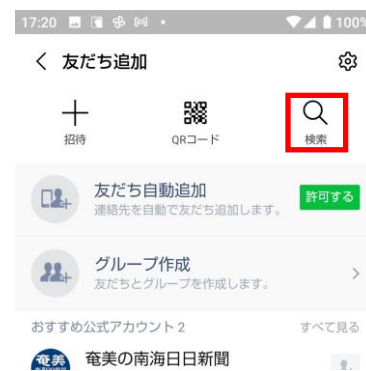 17:20 100%
友だち追加
招待 QRコード 検索
友だち自動追加
連絡先を自動で友だち追加します。
許可する
グループ作成
友だちとグループを作成します。
おすすめ公式アカウント 2 すべて見る
奄美の南海日日新聞
奄美